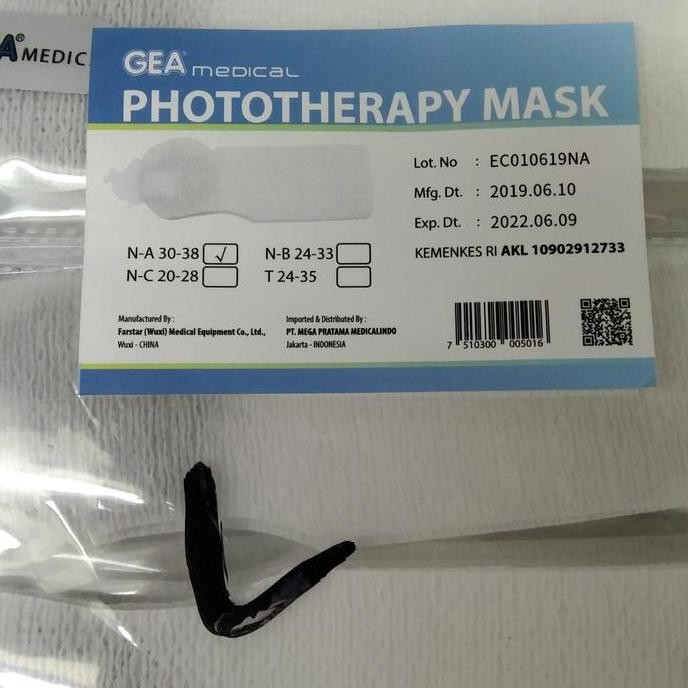 A® MEDIC
GEA® medical
PHOTOTHERAPY MASK
Lot. No : EC010619NA
Mfg. Dt. : 2019.06.10
Exp. Dt. : 2022.06.09
KEMENKES RI AKL 10902912733
N-A 30-38 ✓ N-B 24-33
N-C 20-28 T 24-35
Manufactured By : Imported & Distributed By :
Farstar (Wuxi) Medical Equipment Co., Ltd., PT. MEGA PRATAMA MEDICALINDO
Wuxi - CHINA Jakarta - INDONESIA
7 510300 005016